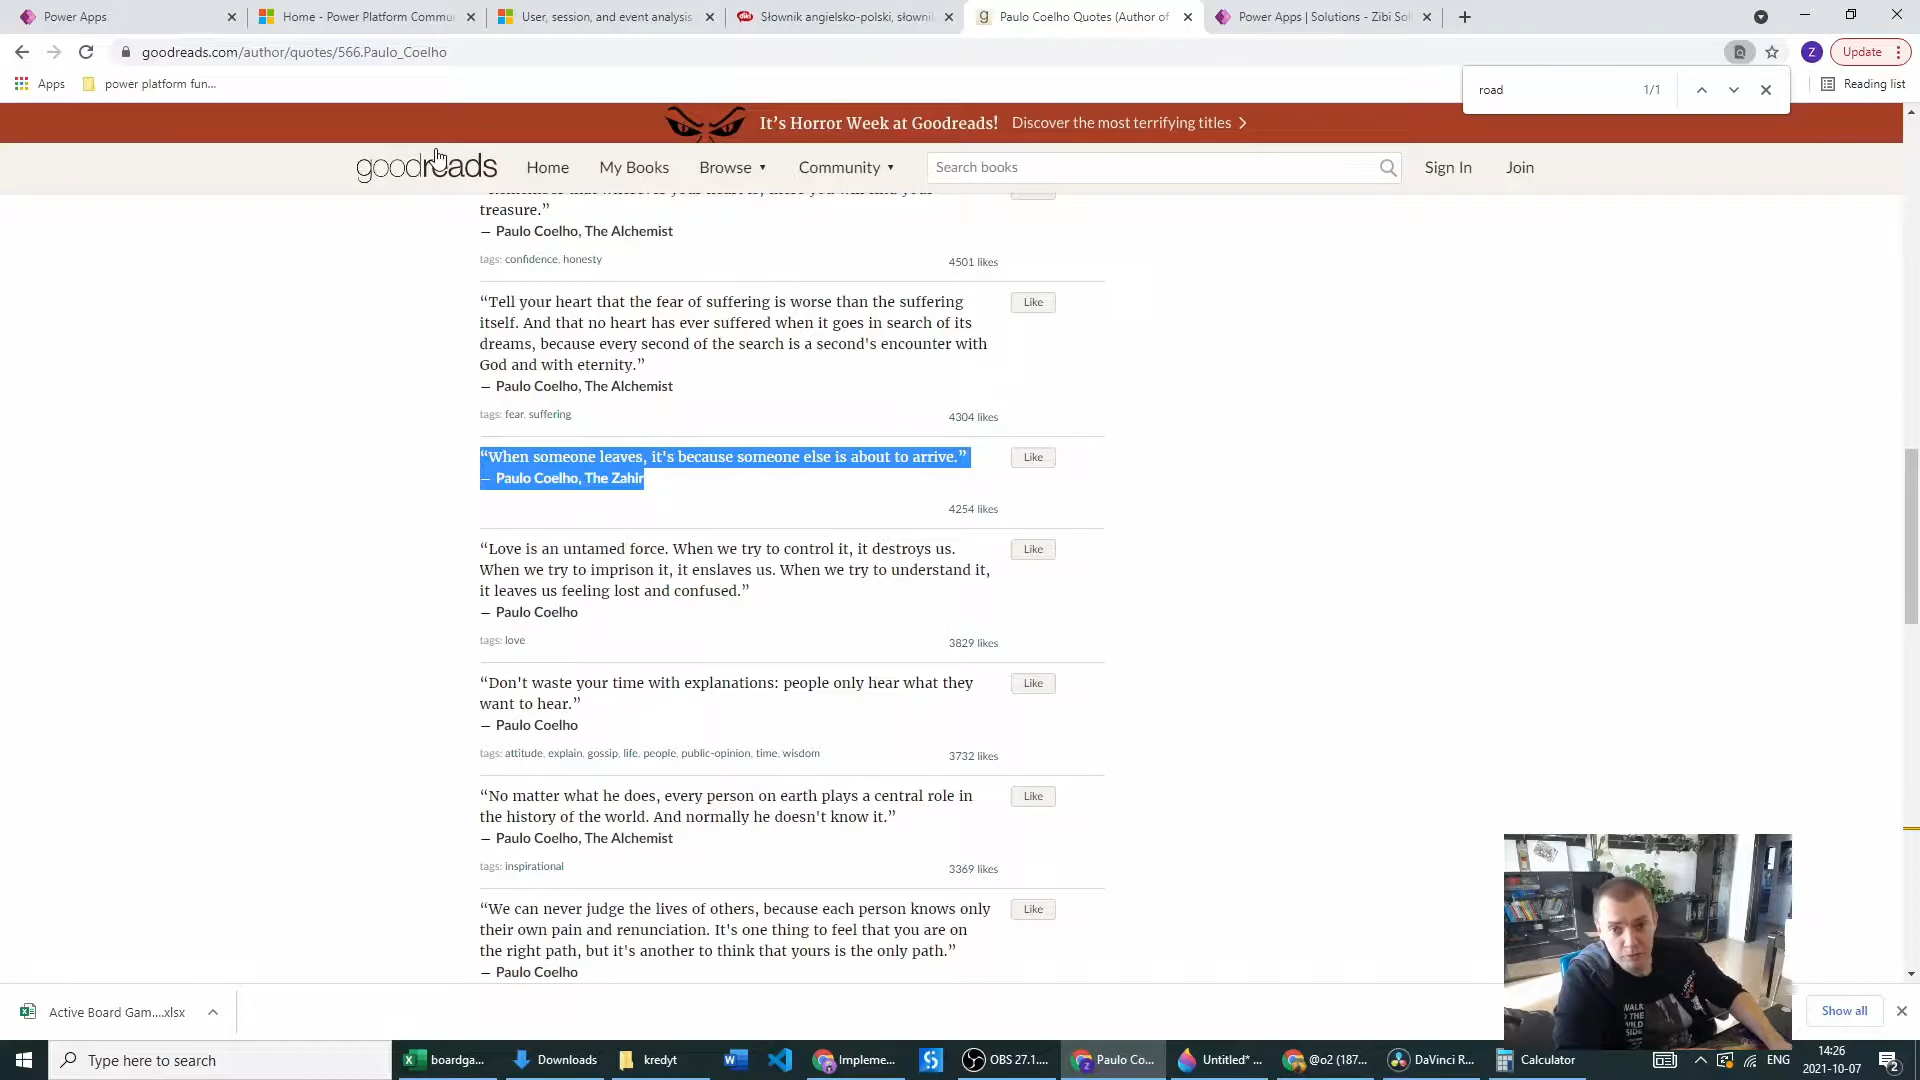 Power Apps
Home - Power Platform Commu
User, session, and event analysis
Słownik angielsko-polski, słownik
Paulo Coelho Quotes (Author of
Power Apps | Solutions - Zibi Sol
goodreads.com/author/quotes/566.Paulo_Coelho
Z
Update
Apps
power platform fun...
road
1/1
Reading list
It's Horror Week at Goodreads! Discover the most terrifying titles
goodreads
Home
My Books
Browse
Community
Search books
Sign In
Join
treasure.”
― Paulo Coelho, The Alchemist
tags: confidence, honesty
4501 likes
“Tell your heart that the fear of suffering is worse than the suffering
itself. And that no heart has ever suffered when it goes in search of its
dreams, because every second of the search is a second's encounter with
God and with eternity.”
― Paulo Coelho, The Alchemist
Like
tags: fear, suffering
4304 likes
“When someone leaves, it's because someone else is about to arrive.”
― Paulo Coelho, The Zahir
Like
4254 likes
“Love is an untamed force. When we try to control it, it destroys us.
When we try to imprison it, it enslaves us. When we try to understand it,
it leaves us feeling lost and confused.”
― Paulo Coelho
Like
tags: love
3829 likes
“Don't waste your time with explanations: people only hear what they
want to hear.”
― Paulo Coelho
Like
tags: attitude, explain, gossip, life, people, public-opinion, time, wisdom
3732 likes
“No matter what he does, every person on earth plays a central role in
the history of the world. And normally he doesn't know it.”
― Paulo Coelho, The Alchemist
Like
tags: inspirational
3369 likes
“We can never judge the lives of others, because each person knows only
their own pain and renunciation. It's one thing to feel that you are on
the right path, but it's another to think that yours is the only path.”
― Paulo Coelho
Like
WALK
WILD
SIDE
Active Board Gam....xlsx
Show all
Type here to search
boardga...
Downloads
kredyt
Impleme...
OBS 27.1....
Paulo Co...
Untitled* ...
@o2 (187...
DaVinci R...
Calculator
ENG
14:26
2021-10-07
2